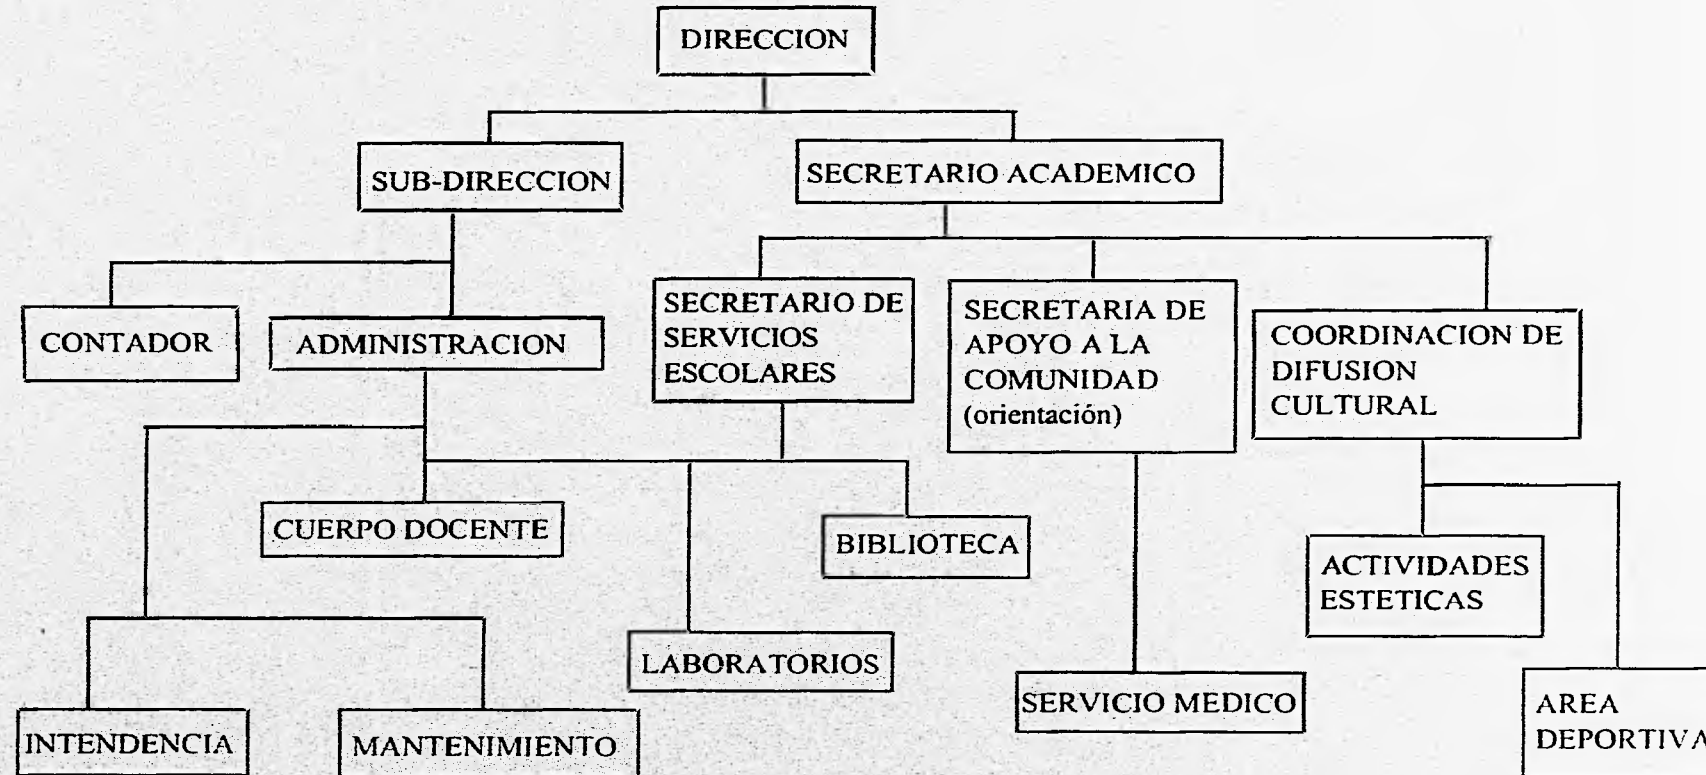 DIRECCION
SUB-DIRECCION
SECRETARIO ACADEMICO
CONTADOR
ADMINISTRACION
SECRETARIO DE
SERVICIOS
ESCOLARES
SECRETARIA DE
APOYO A LA
COMUNIDAD
(orientación)
COORDINACION DE
DIFUSION
CULTURAL
CUERPO DOCENTE
BIBLIOTECA
ACTIVIDADES
ESTETICAS
LABORATORIOS
SERVICIO MEDICO
AREA
DEPORTIVA
INTENDENCIA
MANTENIMIENTO